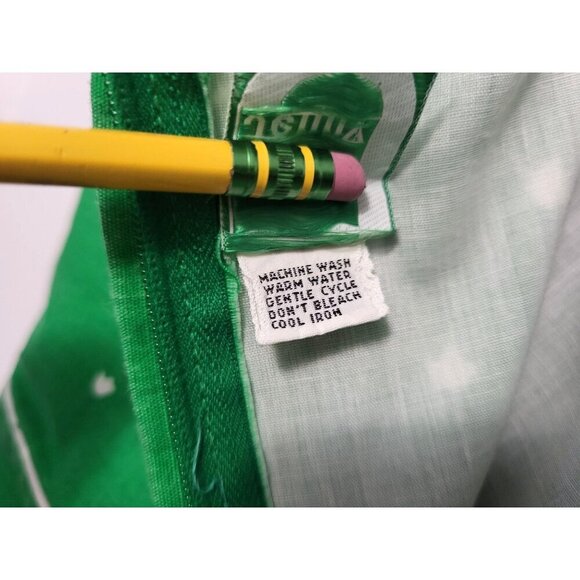 MACHINE WASH
WARM WATER
GENTLE CYCLE
DON'T BLEACH
COOL IRON